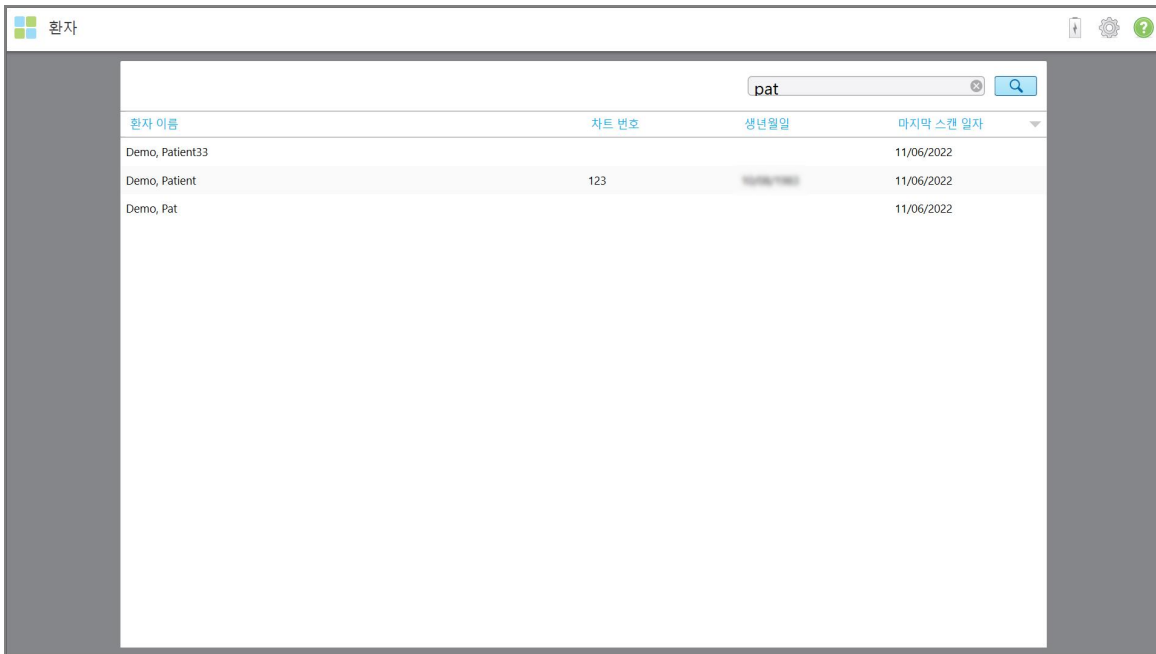 환자
pat
환자 이름 차트 번호 생년월일 마지막 스캔 일자
Demo, Patient33 11/06/2022
Demo, Patient 123 11/06/2022
Demo, Pat 11/06/2022